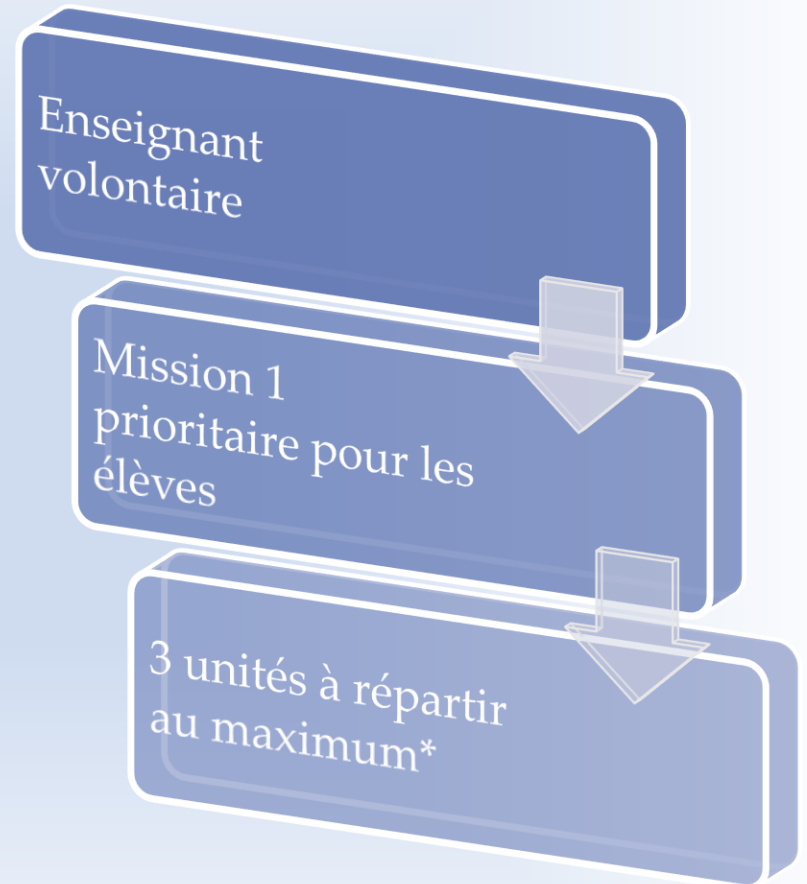 Enseignant
volontaire
Mission 1
prioritaire pour les
élèves
3 unités à répartir
au maximum*